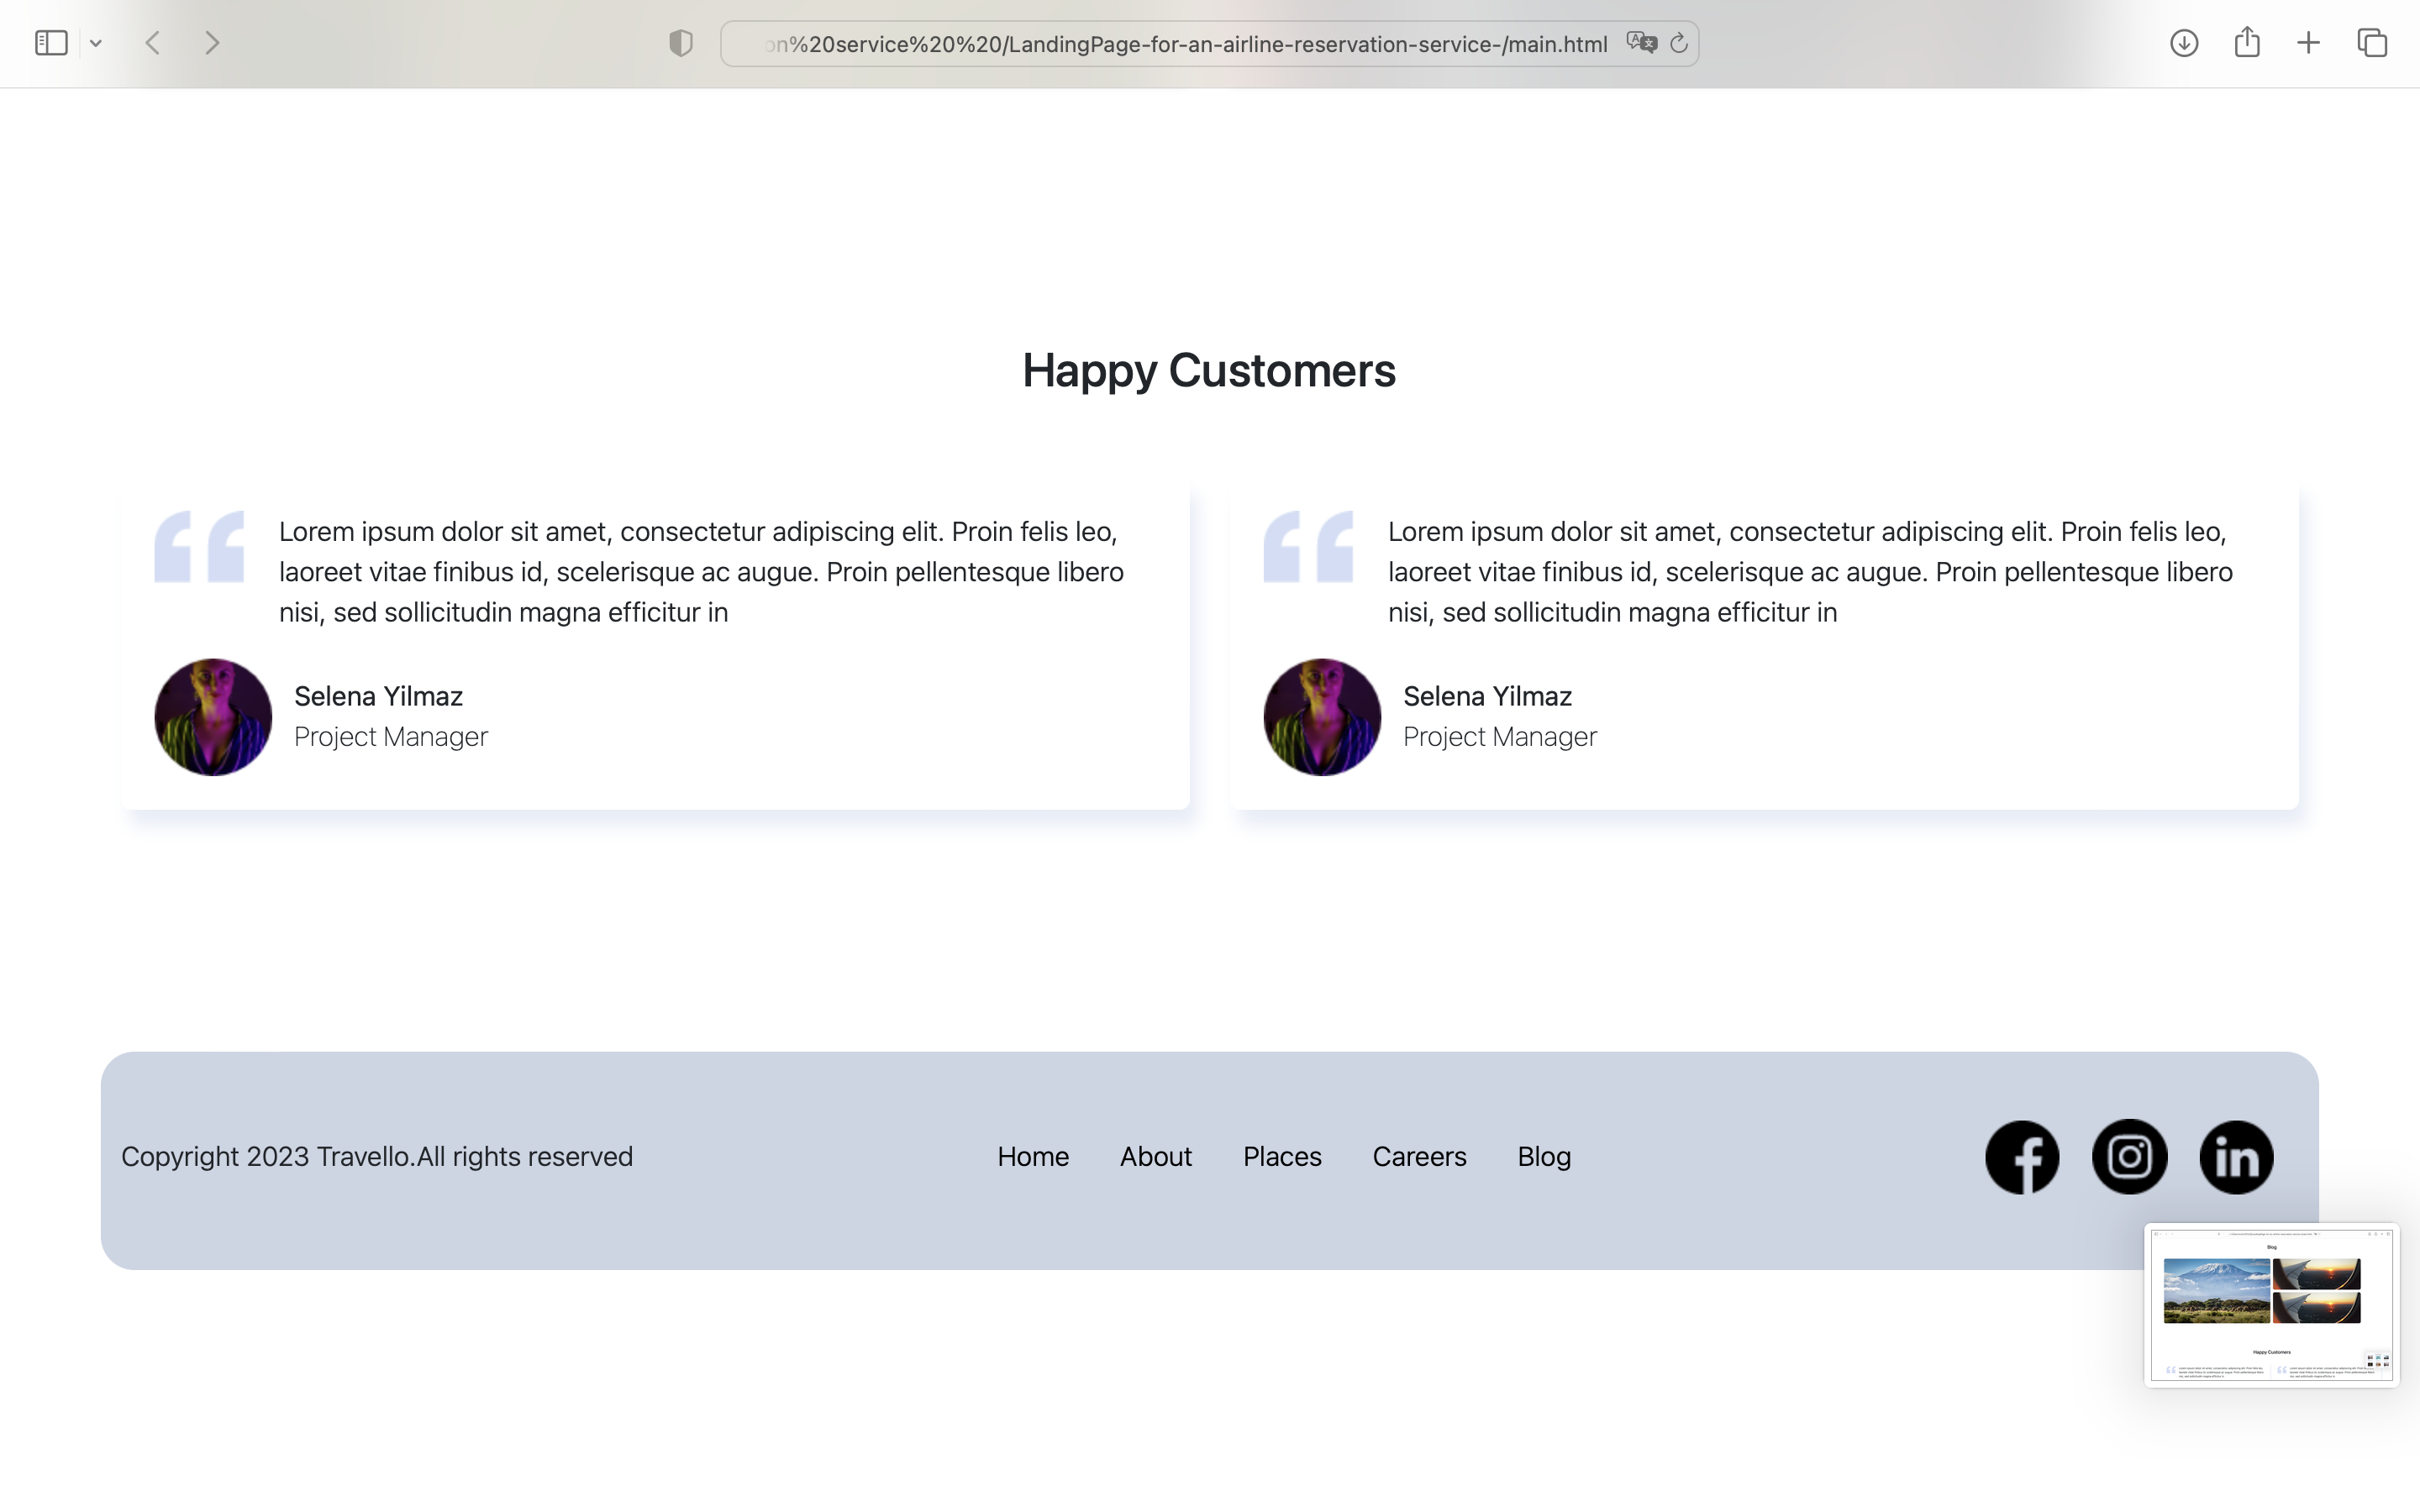 on%20service%20%20/LandingPage-for-an-airline-reservation-service-/main.html
Happy Customers
Lorem ipsum dolor sit amet, consectetur adipiscing elit. Proin felis leo,
laoreet vitae finibus id, scelerisque ac augue. Proin pellentesque libero
nisi, sed sollicitudin magna efficitur in
Selena Yilmaz
Project Manager
Lorem ipsum dolor sit amet, consectetur adipiscing elit. Proin felis leo,
laoreet vitae finibus id, scelerisque ac augue. Proin pellentesque libero
nisi, sed sollicitudin magna efficitur in
Selena Yilmaz
Project Manager
Copyright 2023 Travello.All rights reserved
Home About Places Careers Blog
Blog
Happy Customers